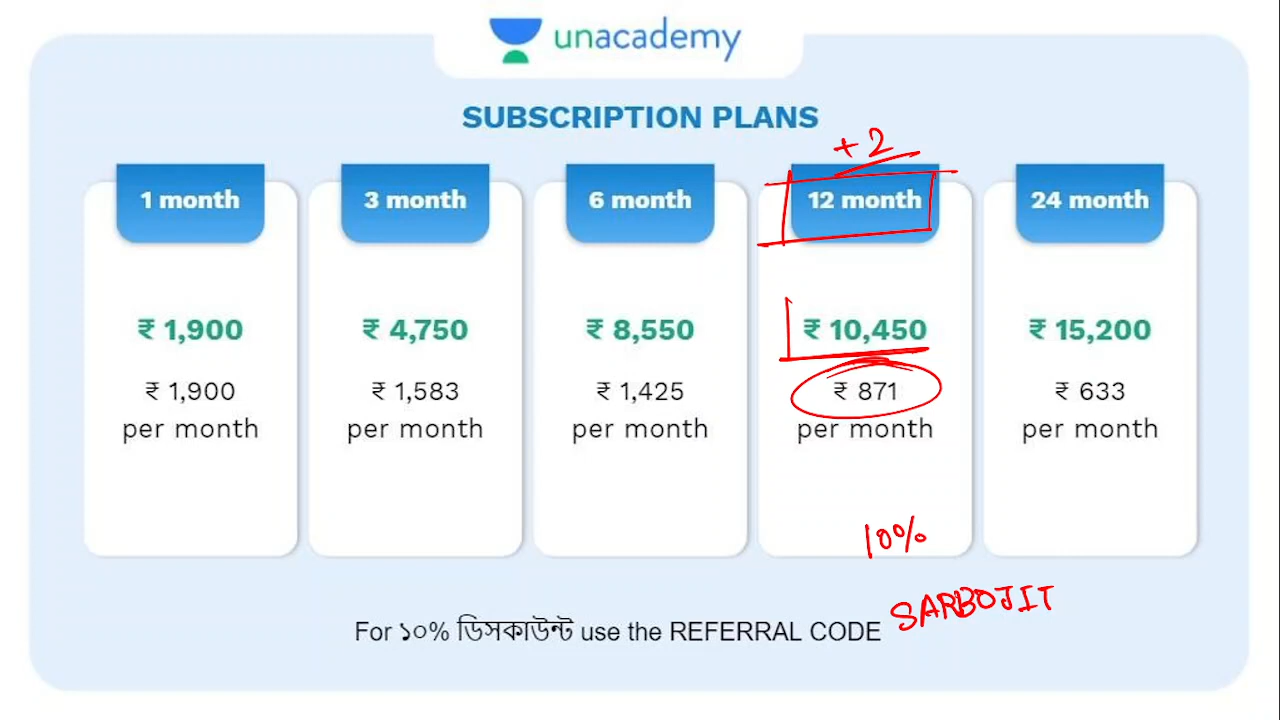 unacademy
SUBSCRIPTION PLANS
+2
1 month
3 month
6 month
12 month
24 month
₹ 1,900
₹ 4,750
₹ 8,550
₹ 10,450
₹ 15,200
₹ 1,900
₹ 1,583
₹ 1,425
₹ 871
₹ 633
per month
per month
per month
per month
per month
10%
SARBOJIT
For ১০% ডিসকাউন্ট use the REFERRAL CODE